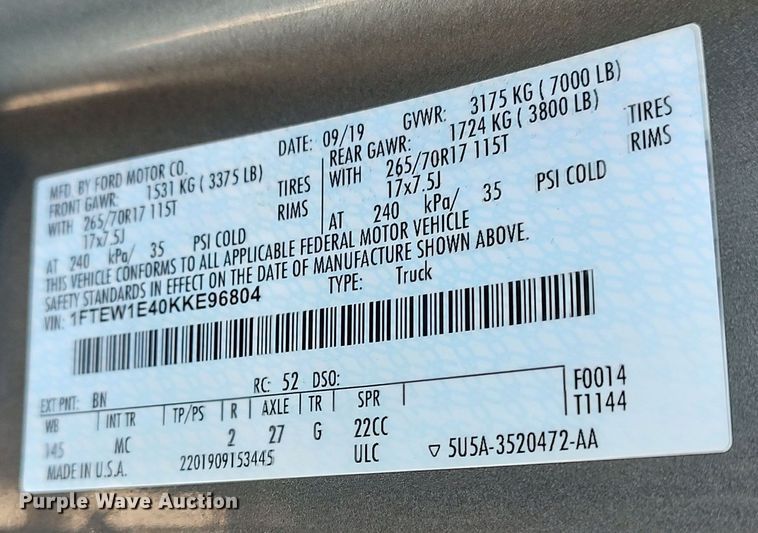 MFD. BY FORD MOTOR CO.
DATE: 09/19 GVWR: 3175 KG ( 7000 LB)
FRONT GAWR: 1531 KG ( 3375 LB)
REAR GAWR: 1724 KG ( 3800 LB)
WITH 265/70R17 115T TIRES
WITH 265/70R17 115T TIRES
17x7.5J RIMS
17x7.5J RIMS
AT 240 kPa/ 35 PSI COLD
AT 240 kPa/ 35 PSI COLD
THIS VEHICLE CONFORMS TO ALL APPLICABLE FEDERAL MOTOR VEHICLE
SAFETY STANDARDS IN EFFECT ON THE DATE OF MANUFACTURE SHOWN ABOVE.
VIN: 1FTEW1E40KKE96804 TYPE: Truck
EXT PNT: BN RC: 52 DSO:
WB INT TR TP/PS R AXLE TR SPR F0014
145 MC 2 27 G 22CC T1144
MADE IN U.S.A. 2201909153445 ULC ▽ 5U5A-3520472-AA
Purple Wave Auction